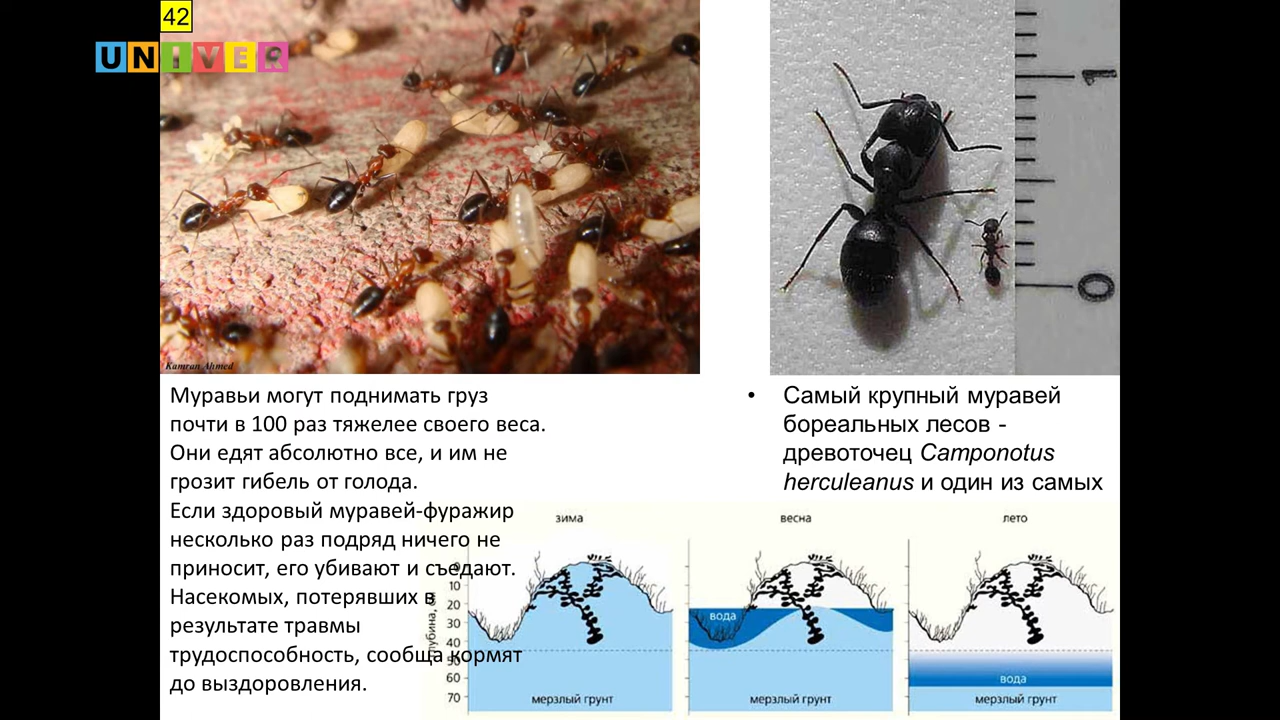 42
UNIVER
Kamran Ahmed
1
0
Муравьи могут поднимать груз
почти в 100 раз тяжелее своего веса.
Они едят абсолютно все, и им не
грозит гибель от голода.
Если здоровый муравей-фуражир
несколько раз подряд ничего не
приносит, его убивают и съедают.
Насекомых, потерявших в
результате травмы
трудоспособность, сообща кормят
до выздоровления.
• Самый крупный муравей
бореальных лесов -
древоточец Camponotus
herculeanus и один из самых
зима
весна
лето
10
20
30
40
50
60
70
вода
вода
мерзлый грунт
мерзлый грунт
мерзлый грунт